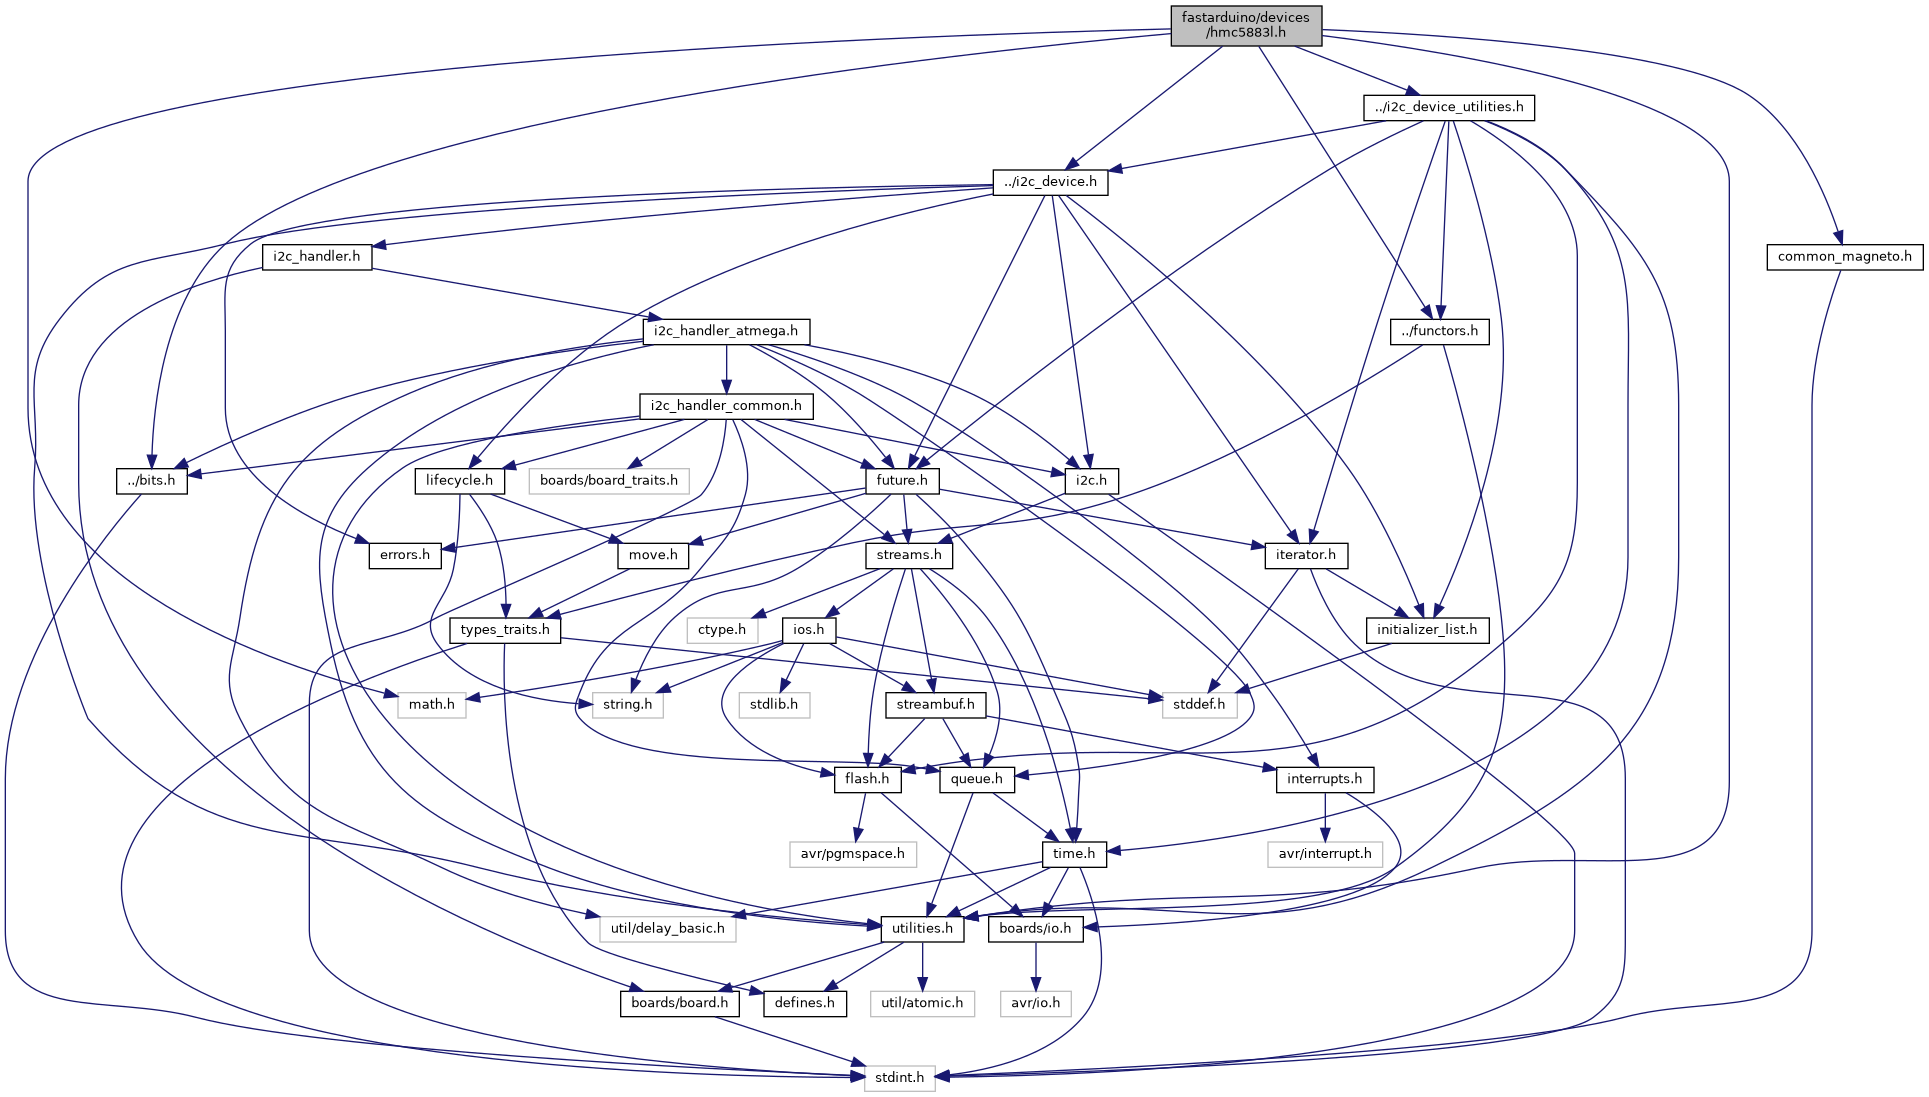 fastarduino/devices
/hmc5883l.h
../i2c_device_utilities.h
../i2c_device.h
i2c_handler.h
common_magneto.h
i2c_handler_atmega.h
../functors.h
i2c_handler_common.h
../bits.h
lifecycle.h
boards/board_traits.h
future.h
i2c.h
errors.h
move.h
streams.h
iterator.h
types_traits.h
ctype.h
ios.h
initializer_list.h
math.h
string.h
stdlib.h
streambuf.h
stddef.h
flash.h
queue.h
interrupts.h
avr/pgmspace.h
time.h
avr/interrupt.h
util/delay_basic.h
utilities.h
boards/io.h
boards/board.h
defines.h
util/atomic.h
avr/io.h
stdint.h